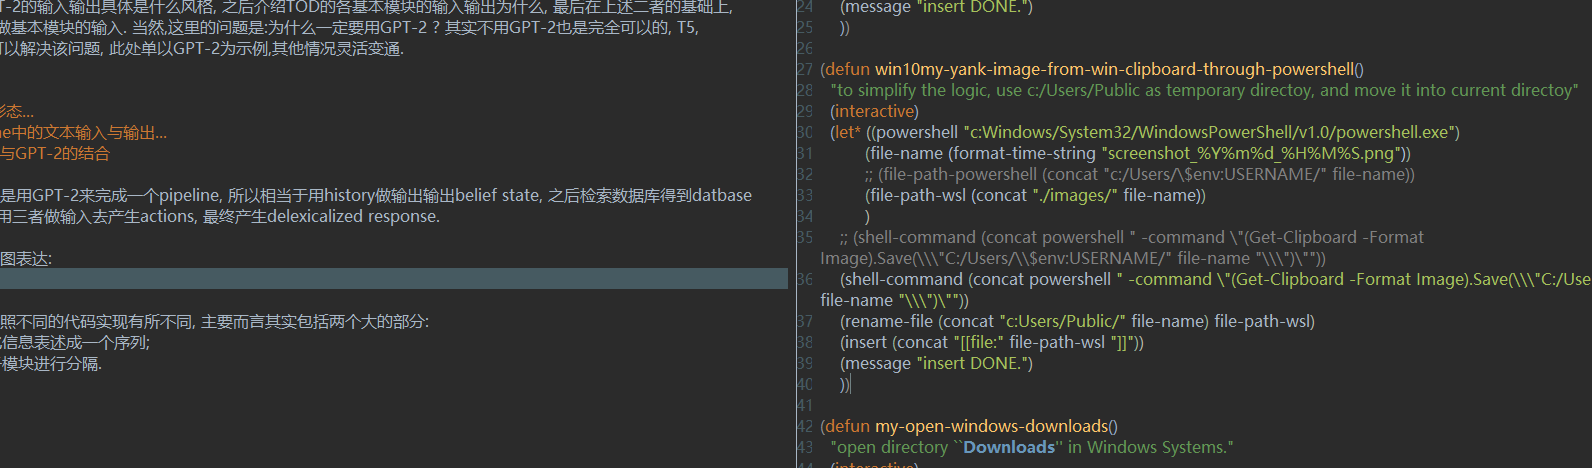 T-2的输入输出具体是什么风格, 之后介绍TOD的各基本模块的输入输出为什么, 最后在上述二者的基础上,
做基本模块的输入. 当然,这里的问题是:为什么一定要用GPT-2 ? 其实不用GPT-2也是完全可以的, T5,
可以解决该问题, 此处单以GPT-2为示例,其他情况灵活变通.
形态...
ne中的文本输入与输出...
与GPT-2的结合
是用GPT-2来完成一个pipeline, 所以相当于用history做输出输出belief state, 之后检索数据库得到datbase
用三者做输入去产生actions, 最终产生delexicalized response.
图表达:
照不同的代码实现有所不同, 主要而言其实包括两个大的部分:
信息表述成一个序列;
模块进行分隔.
24 (message "insert DONE.")
25 ))
26
27 (defun win10my-yank-image-from-win-clipboard-through-powershell()
28 "to simplify the logic, use c:/Users/Public as temporary directoy, and move it into current directoy"
29 (interactive)
30 (let* ((powershell "c:Windows/System32/WindowsPowerShell/v1.0/powershell.exe")
31 (file-name (format-time-string "screenshot_%Y%m%d_%H%M%S.png"))
32 ;; (file-path-powershell (concat "c:/Users/\$env:USERNAME/" file-name))
33 (file-path-wsl (concat "./images/" file-name))
34 )
35 ;; (shell-command (concat powershell " -command \"(Get-Clipboard -Format
Image).Save(\\\"C:/Users/\\$env:USERNAME/" file-name "\\\")\""))
36 (shell-command (concat powershell " -command \"(Get-Clipboard -Format Image).Save(\\\"C:/Use
file-name "\\\")\""))
37 (rename-file (concat "c:Users/Public/" file-name) file-path-wsl)
38 (insert (concat "[[file:" file-path-wsl "]]"))
39 (message "insert DONE.")
40 ))
41
42 (defun my-open-windows-downloads()
43 "open directory ``Downloads'' in Windows Systems."
44 (interactive)